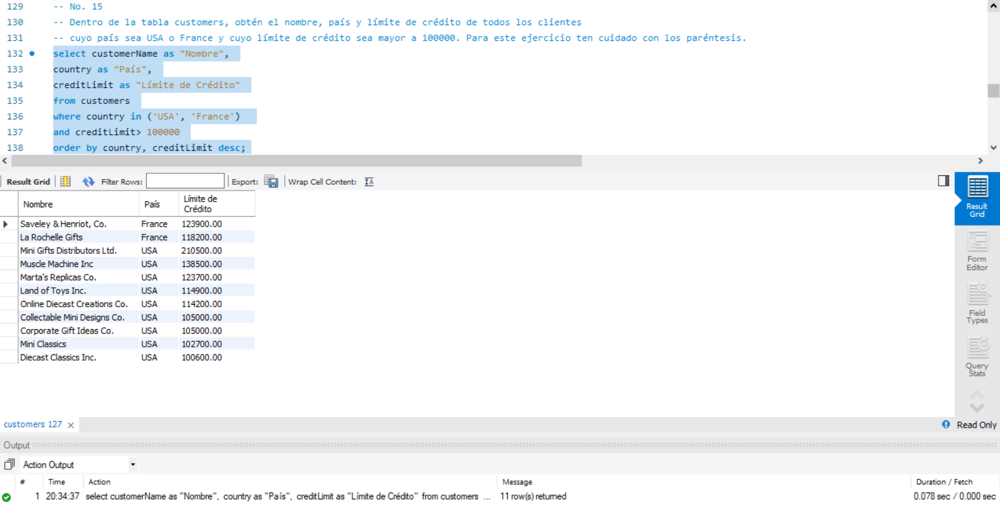 129 -- No. 15
130 -- Dentro de la tabla customers, obtén el nombre, país y límite de crédito de todos los clientes
131 -- cuyo país sea USA o France y cuyo límite de crédito sea mayor a 100000. Para este ejercicio ten cuidado con los paréntesis.
132 select customerName as "Nombre",
133 country as "País",
134 creditLimit as "Límite de Crédito"
135 from customers
136 where country in ('USA', 'France')
137 and creditLimit> 100000
138 order by country, creditLimit desc;
Result Grid Filter Rows: Export: Wrap Cell Content:
Nombre País Límite de Crédito
Saveley & Henriot, Co. France 123900.00
La Rochelle Gifts France 118200.00
Mini Gifts Distributors Ltd. USA 210500.00
Muscle Machine Inc USA 138500.00
Marta's Replicas Co. USA 123700.00
Land of Toys Inc. USA 114900.00
Online Diecast Creations Co. USA 114200.00
Collectable Mini Designs Co. USA 105000.00
Corporate Gift Ideas Co. USA 105000.00
Mini Classics USA 102700.00
Diecast Classics Inc. USA 100600.00
Result
Grid
Form
Editor
Field
Types
Query
Stats
customers 127 Read Only
Output
Action Output
# Time Action Message Duration / Fetch
1 20:34:37 select customerName as "Nombre", country as "País", creditLimit as "Límite de Crédito" from customers ... 11 row(s) returned 0.078 sec / 0.000 sec